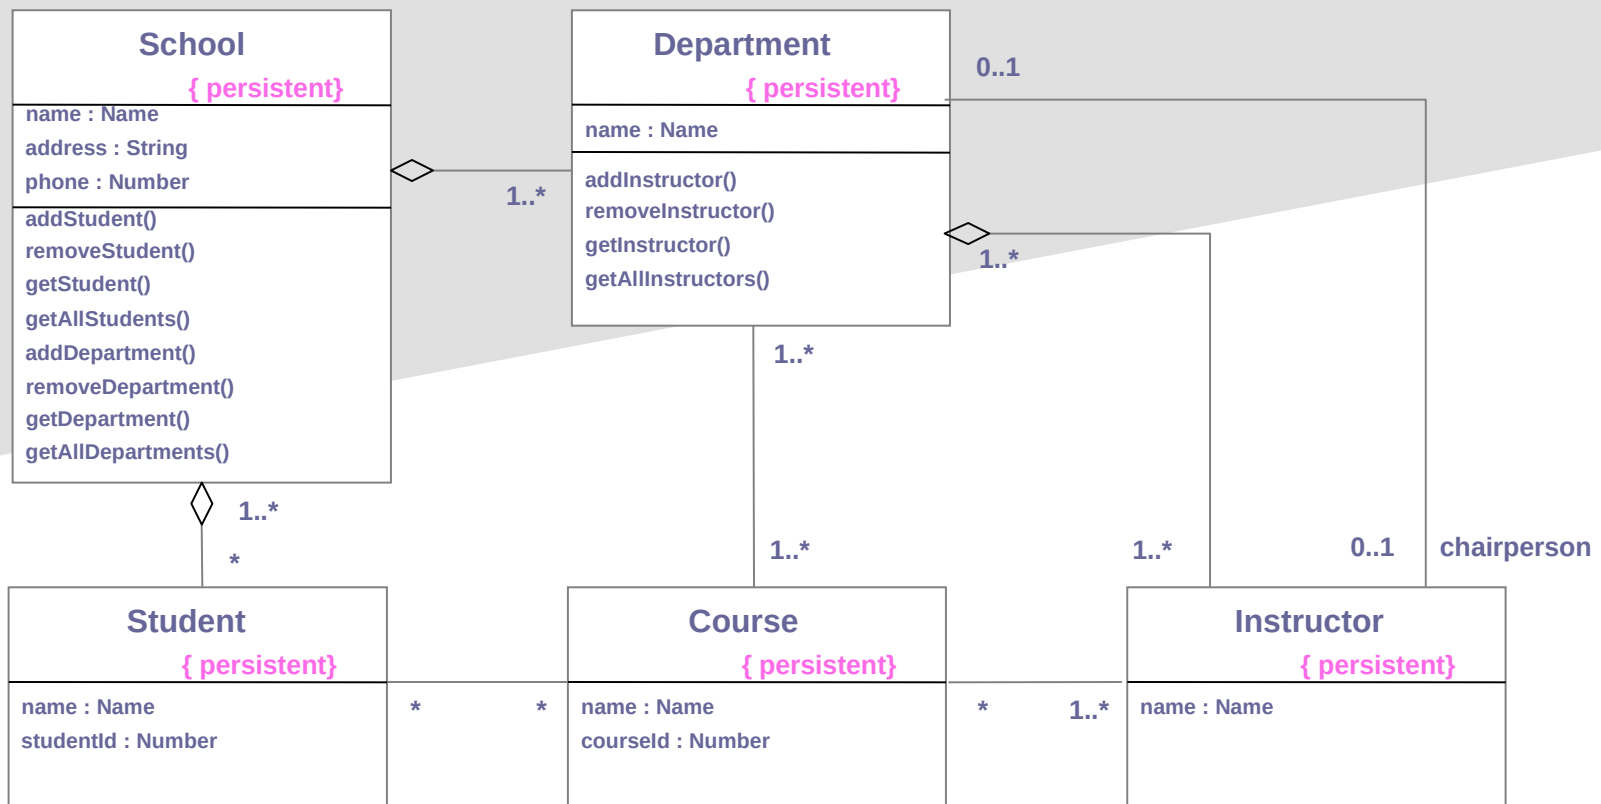 School
{ persistent}
name : Name
address : String
phone : Number
addStudent()
removeStudent()
getStudent()
getAllStudents()
addDepartment()
removeDepartment()
getDepartment()
getAllDepartments()
1..*
Department
{ persistent}
name : Name
addInstructor()
removeInstructor()
getInstructor()
getAllInstructors()
0..1
1..*
1..*
1..*
*
1..*
1..*
0..1
chairperson
Student
{ persistent}
name : Name
studentId : Number
*
*
Course
{ persistent}
name : Name
courseId : Number
*
1..*
Instructor
{ persistent}
name : Name